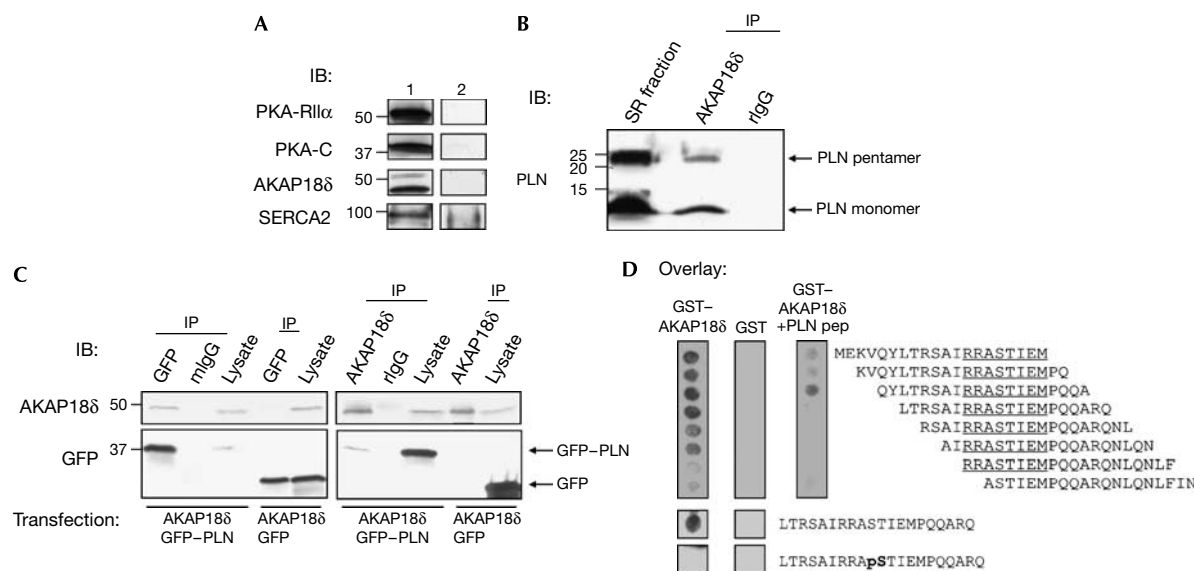 A
IB:
1 2
PKA-RIIα 50
PKA-C 37
AKAP18δ 50
SERCA2 100
B
IP
IB:
SR fraction AKAP18δ rIgG
PLN
25
20
15
PLN pentamer
PLN monomer
C
IP IP IP IP
IB:
GFP mIgG Lysate GFP Lysate AKAP18δ rIgG Lysate AKAP18δ Lysate
AKAP18δ 50
GFP 37
GFP–PLN
GFP
Transfection:
AKAP18δ AKAP18δ AKAP18δ AKAP18δ
GFP–PLN GFP GFP–PLN GFP
D Overlay:
GST–
AKAP18δ
GST
GST–
AKAP18δ
+PLN pep
MEKVQYLTRSAIRRASTIEM
KVQYLTRSAIRRASTIEMPQ
QYLTRSAIRRASTIEMPQQA
LTRSAIRRASTIEMPQQARQ
RSAIRRASTIEMPQQARQNL
AIRRASTIEMPQQARQNLQN
RRASTIEMPQQARQNLQNLF
ASTIEMPQQARQNLQNLFIN
LTRSAIRRASTIEMPQQARQ
LTRSAIRRApSTIEMPQQARQ